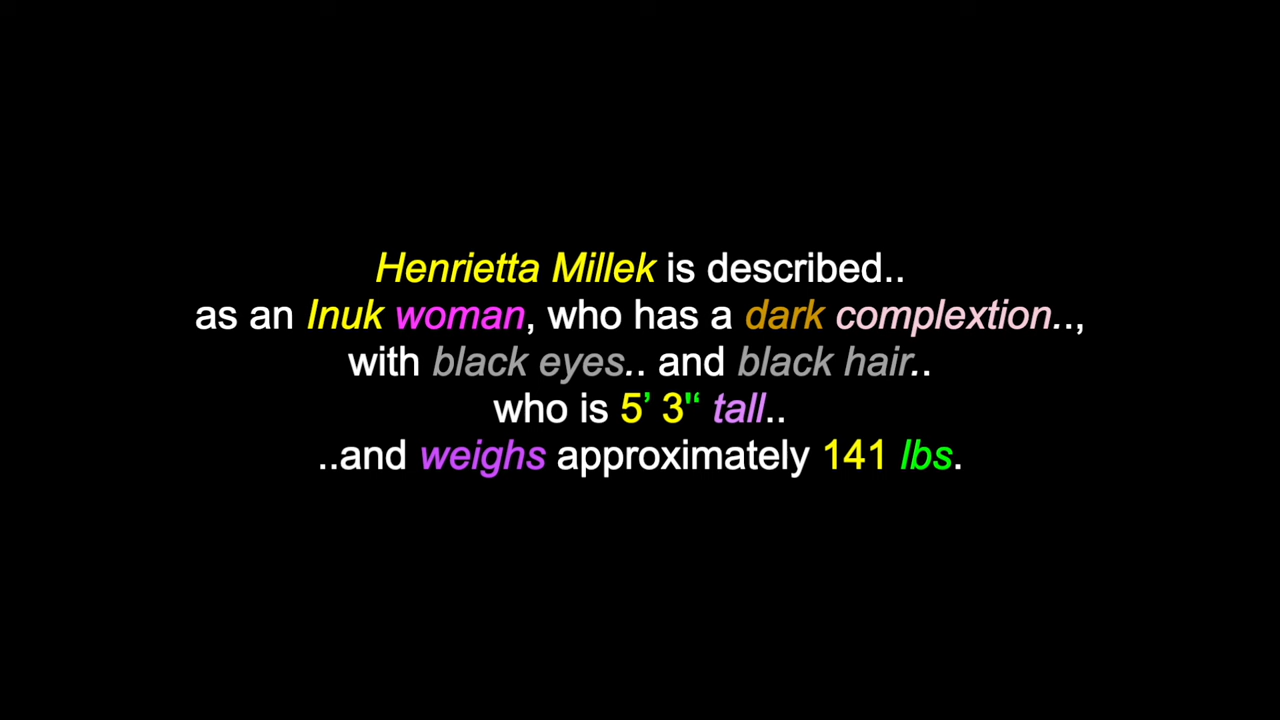 Henrietta Millek is described..
as an Inuk woman, who has a dark complextion..,
with black eyes.. and black hair..
who is 5’ 3“ tall..
..and weighs approximately 141 lbs.